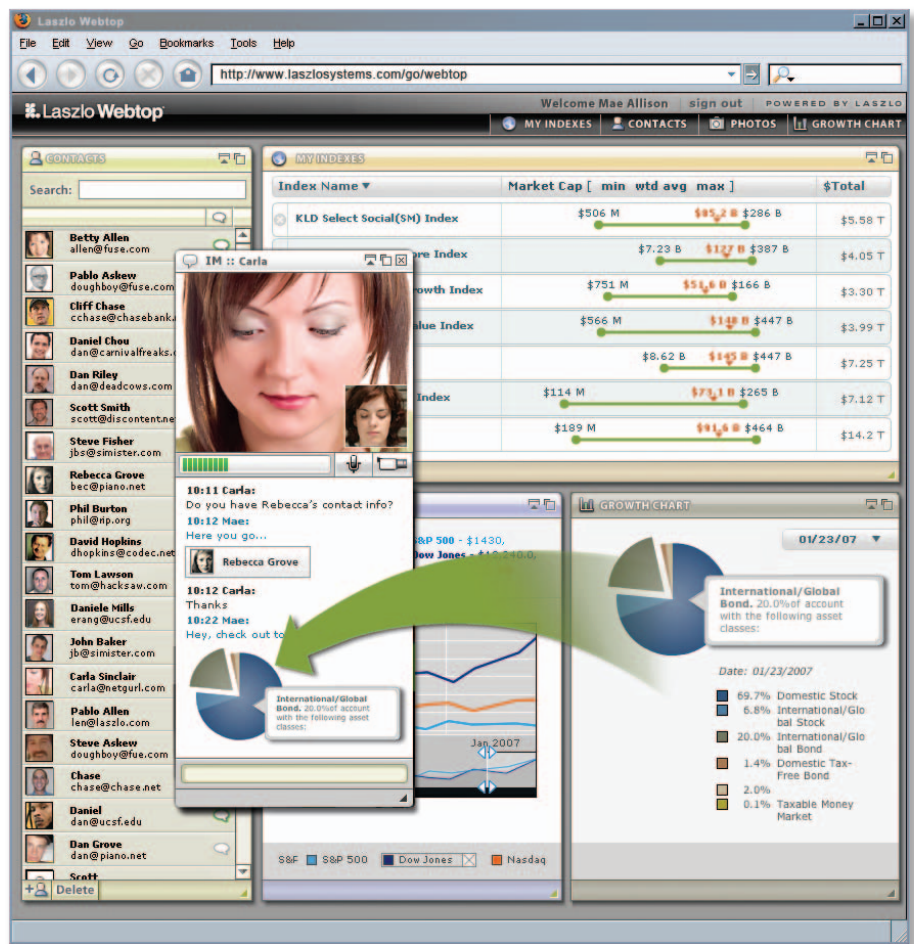 Laszlo Webtop
File Edit View Go Bookmarks Tools Help
http://www.laszlosystems.com/go/webtop
Laszlo Webtop
Welcome Mae Allison sign out POWERED BY LASZLO
MY INDEXES CONTACTS PHOTOS GROWTH CHART
CONTACTS
Search:
Betty Allen
allen@fuse.com
Pablo Askew
doughboy@fuse.com
Cliff Chase
cchase@chasebank.
Daniel Chou
dan@carnivalfreaks.
Dan Riley
dan@deadcows.com
Scott Smith
scott@discontent.ne
Steve Fisher
jbs@simister.com
Rebecca Grove
bec@piano.net
Phil Burton
phil@rip.org
David Hopkins
dhopkins@codec.net
Tom Lawson
tom@hacksaw.com
Daniele Mills
erang@ucsf.edu
John Baker
jb@simister.com
Carla Sinclair
carla@netgurl.com
Pablo Allen
len@laszlo.com
Steve Askew
doughboy@fue.com
Chase
chase@chase.net
Daniel
dan@ucsf.edu
Dan Grove
dan@piano.net
Scott
Delete
MY INDEXES
Index Name ▼ Market Cap [ min wtd avg max ] $Total
KLD Select Social(SM) Index $506 M $85.2 B $286 B $5.58 T
ore Index $7.23 B $127 B $387 B $4.05 T
owth Index $751 M $51.6 B $166 B $3.30 T
alue Index $566 M $148 B $447 B $3.99 T
$8.62 B $145 B $447 B $7.25 T
Index $114 M $73.1 B $265 B $7.12 T
$189 M $91.6 B $464 B $14.2 T
IM :: Carla
10:11 Carla:
Do you have Rebecca's contact info?
10:12 Mae:
Here you go...
Rebecca Grove
10:12 Carla:
Thanks
10:22 Mae:
Hey, check out to
International/Global
Bond. 20.0%of account
with the following asset
classes:
S&P 500 - $1430,
Dow Jones -
Jan 2007
S&F S&P 500 Dow Jones Nasdaq
GROWTH CHART
01/23/07 ▼
International/Global
Bond. 20.0%of account
with the following asset
classes:
Date: 01/23/2007
69.7% Domestic Stock
6.8% International/Glo
bal Stock
20.0% International/Glo
bal Bond
1.4% Domestic Tax-
Free Bond
2.0%
0.1% Taxable Money
Market